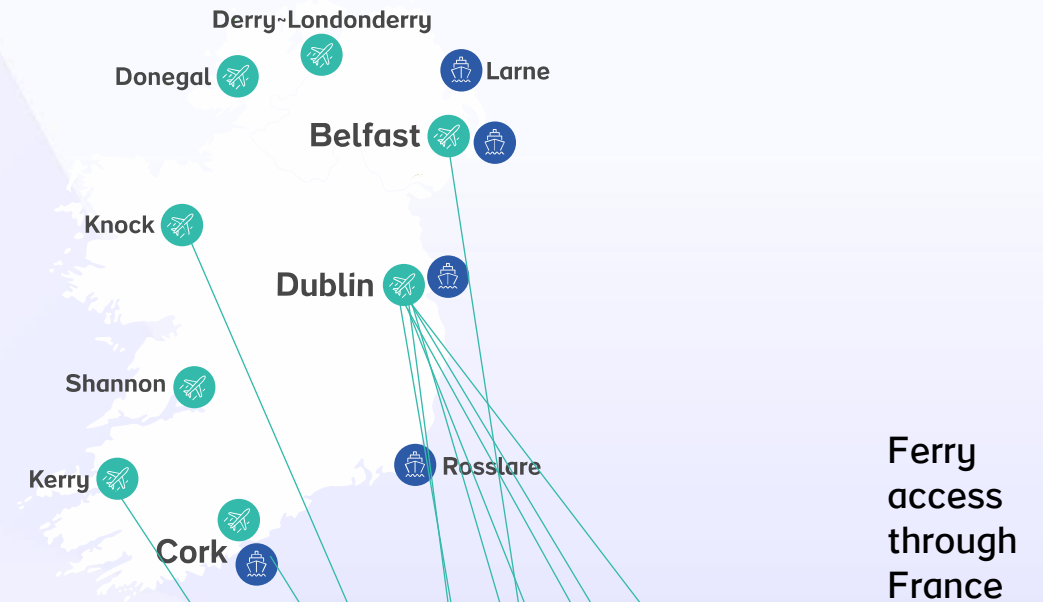 Derry~Londonderry
Donegal
Larne
Belfast
Knock
Dublin
Shannon
Rosslare
Kerry
Cork
Ferry
access
through
France